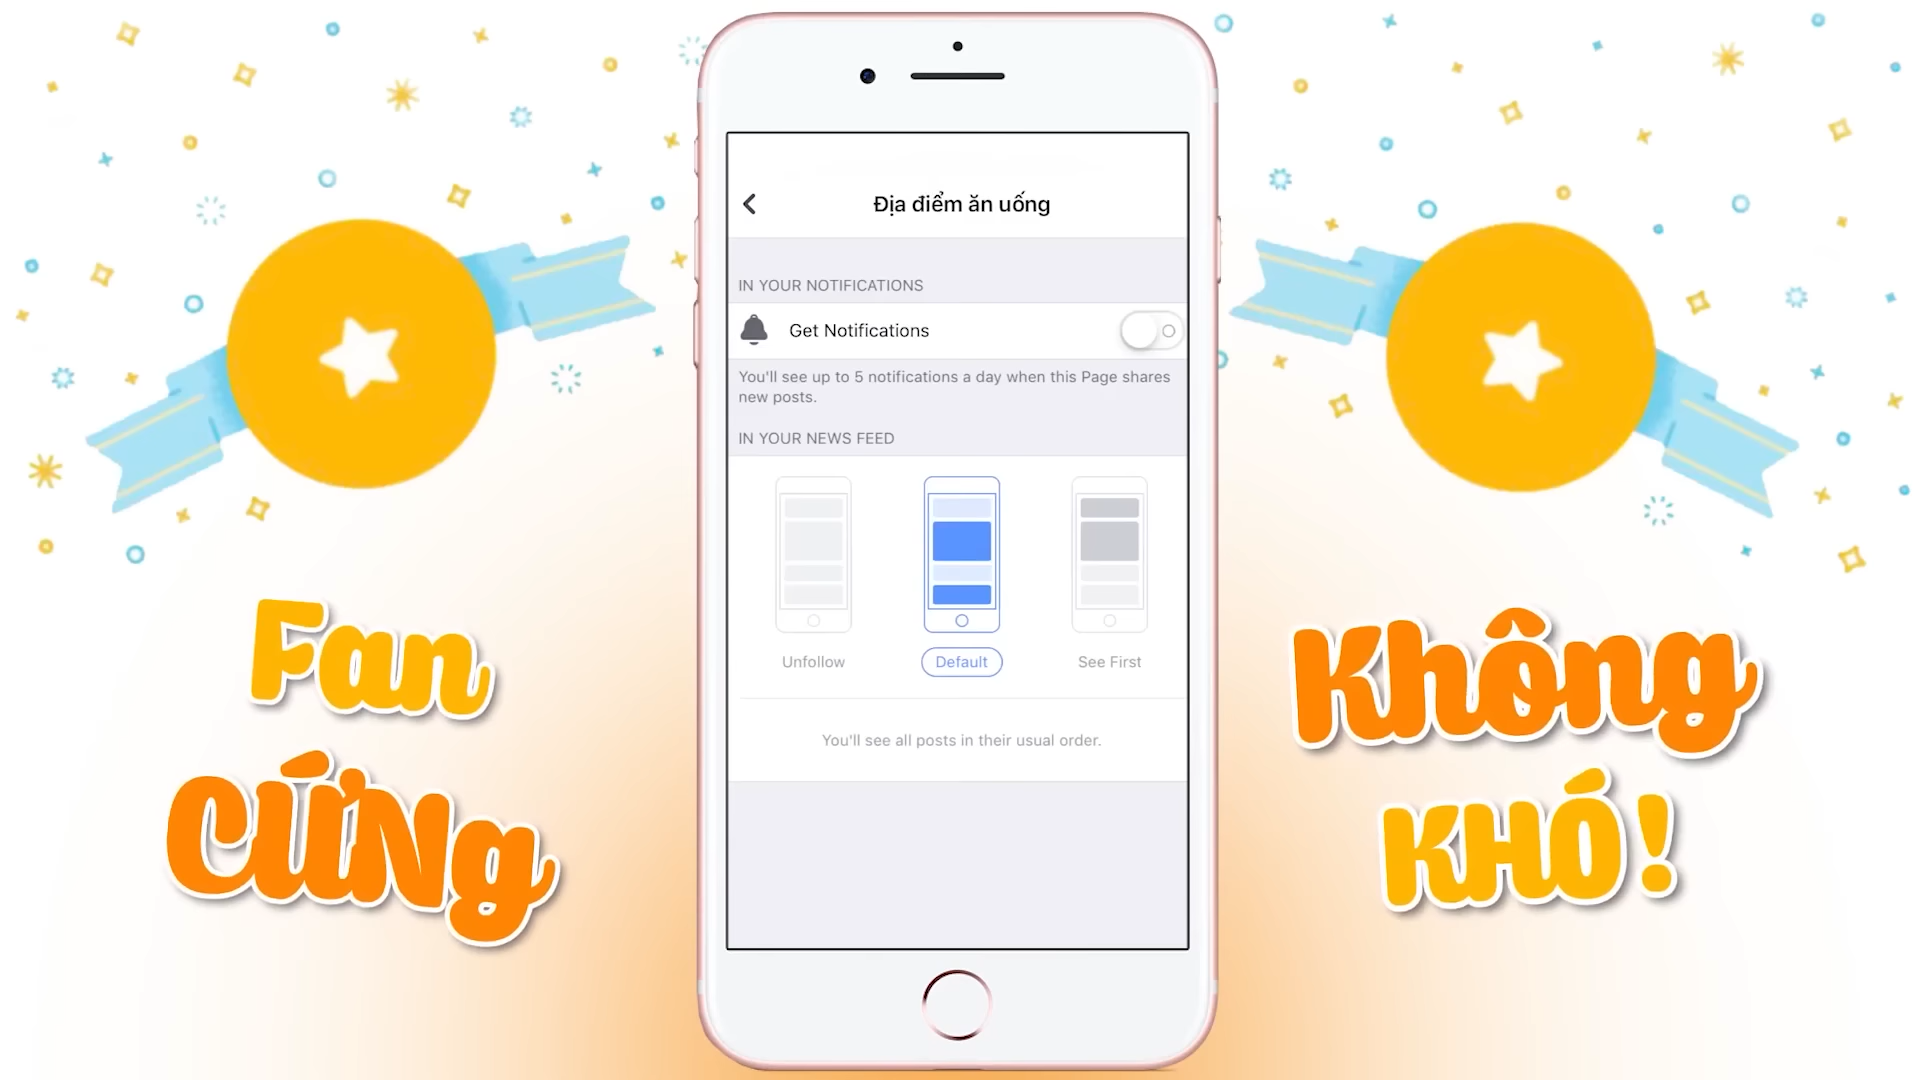 Fan
CỨNg
Địa điểm ăn uống
IN YOUR NOTIFICATIONS
Get Notifications
You'll see up to 5 notifications a day when this Page shares
new posts.
IN YOUR NEWS FEED
Unfollow
Default
See First
You'll see all posts in their usual order.
Không
KHÓ!